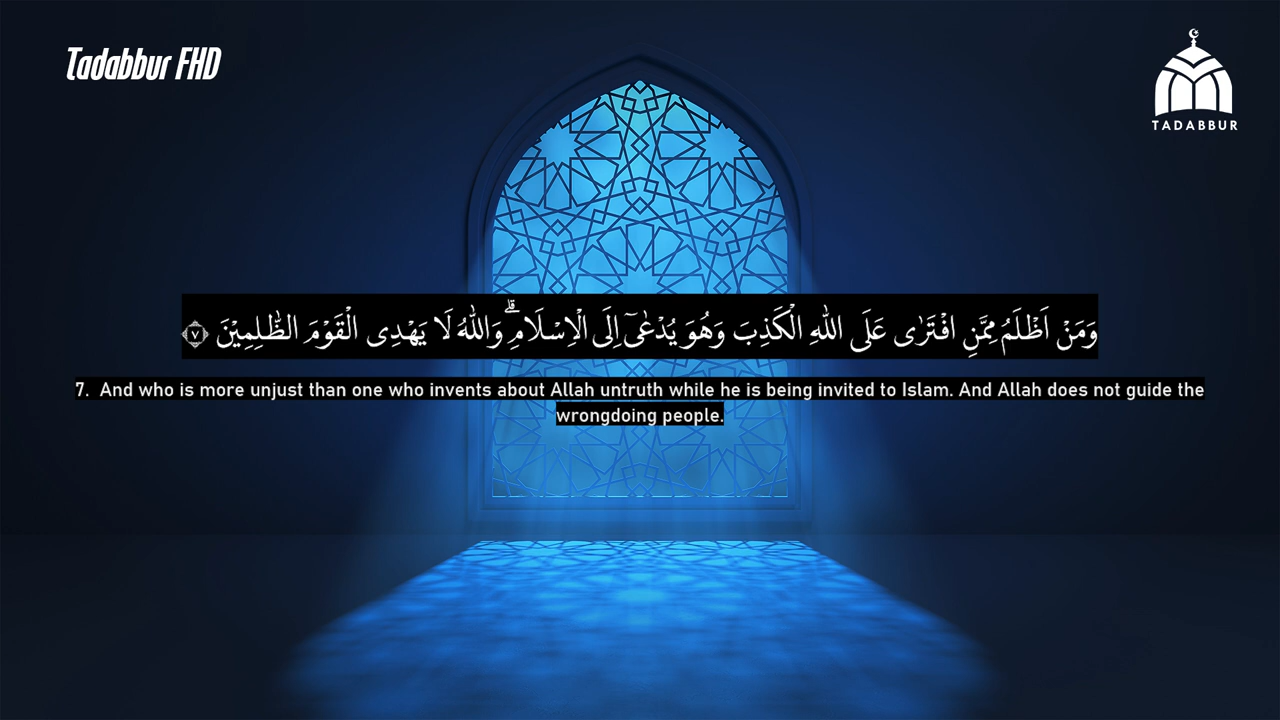 Tadabbur FHD
TADABBUR
وَمَنْ اَظْلَمُ مِمَّنِ افْتَرٰى عَلَى اللّٰهِ الْكَذِبَ وَهُوَ يُدْعٰٓى اِلَى الْاِسْلَامِۗ وَاللّٰهُ لَا يَهْدِى الْقَوْمَ الظّٰلِمِيْنَ ٧
7. And who is more unjust than one who invents about Allah untruth while he is being invited to Islam. And Allah does not guide the
wrongdoing people.